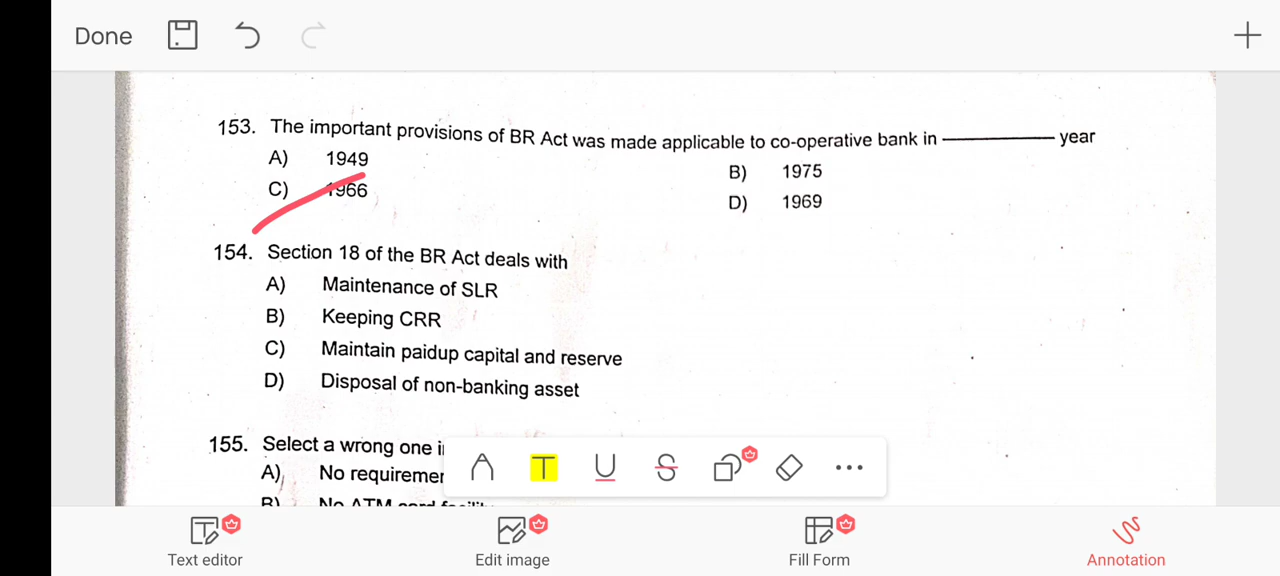 Done
153. The important provisions of BR Act was made applicable to co-operative bank in ———— year
A) 1949
B) 1975
C) 1966
D) 1969
154. Section 18 of the BR Act deals with
A) Maintenance of SLR
B) Keeping CRR
C) Maintain paidup capital and reserve
D) Disposal of non-banking asset
155. Select a wrong one
A) No
B) No ATM card
T U S
Text editor
Edit image
Fill Form
Annotation